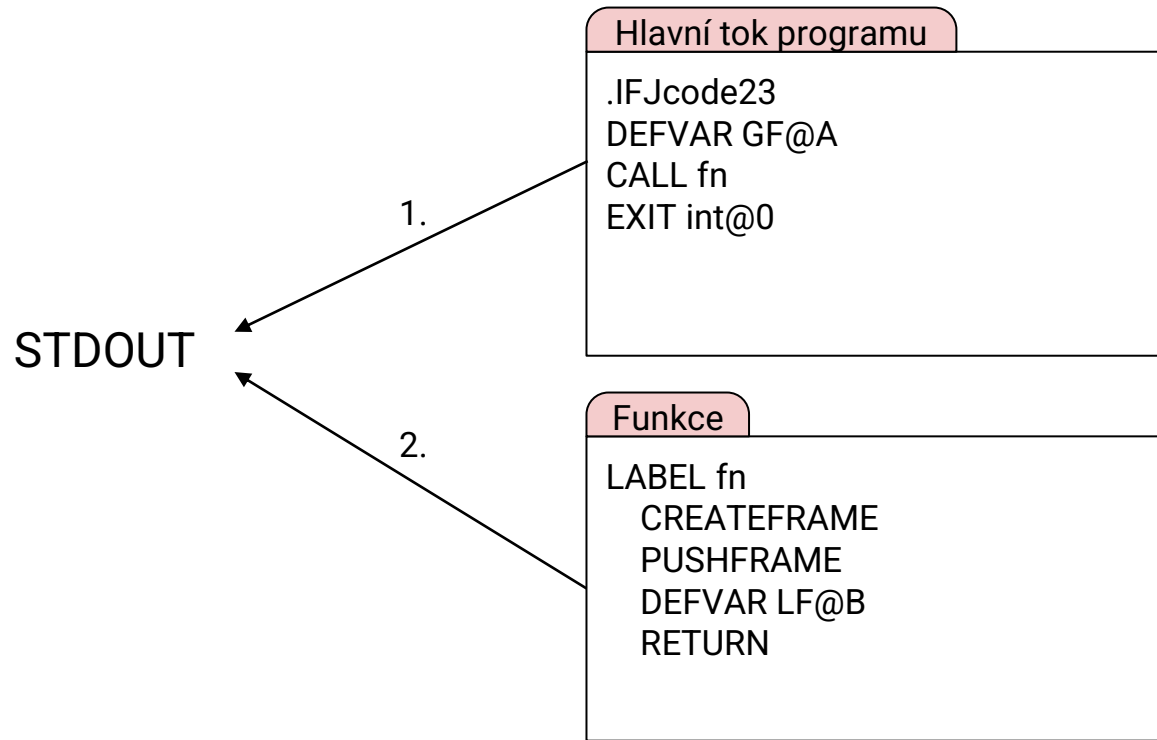 Hlavní tok programu
.IFJcode23
DEFVAR GF@A
CALL fn
EXIT int@0
1.
STDOUT
Funkce
2.
LABEL fn
CREATEFRAME
PUSHFRAME
DEFVAR LF@B
RETURN